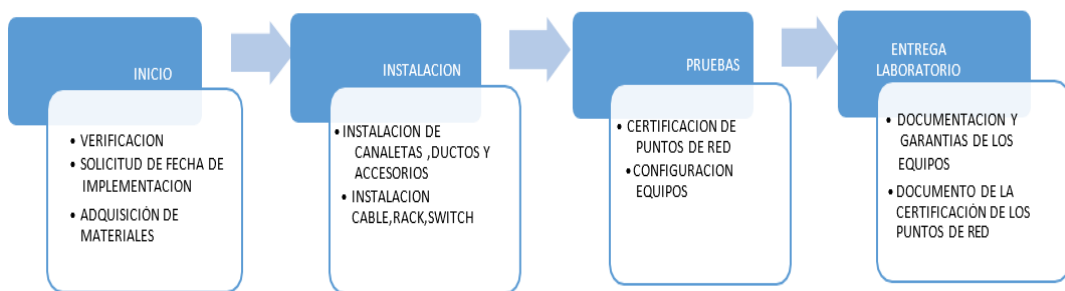 INICIO
• VERIFICACION
• SOLICITUD DE FECHA DE
IMPLEMENTACION
• ADQUISICIÓN DE
MATERIALES
INSTALACION
• INSTALACION DE
CANALETAS ,DUCTOS Y
ACCESORIOS
• INSTALACION
CABLE,RACK,SWITCH
PRUEBAS
• CERTIFICACION DE
PUNTOS DE RED
• CONFIGURACION
EQUIPOS
ENTREGA
LABORATORIO
• DOCUMENTACION Y
GARANTIAS DE LOS
EQUIPOS
• DOCUMENTO DE LA
CERTIFICACIÓN DE LOS
PUNTOS DE RED